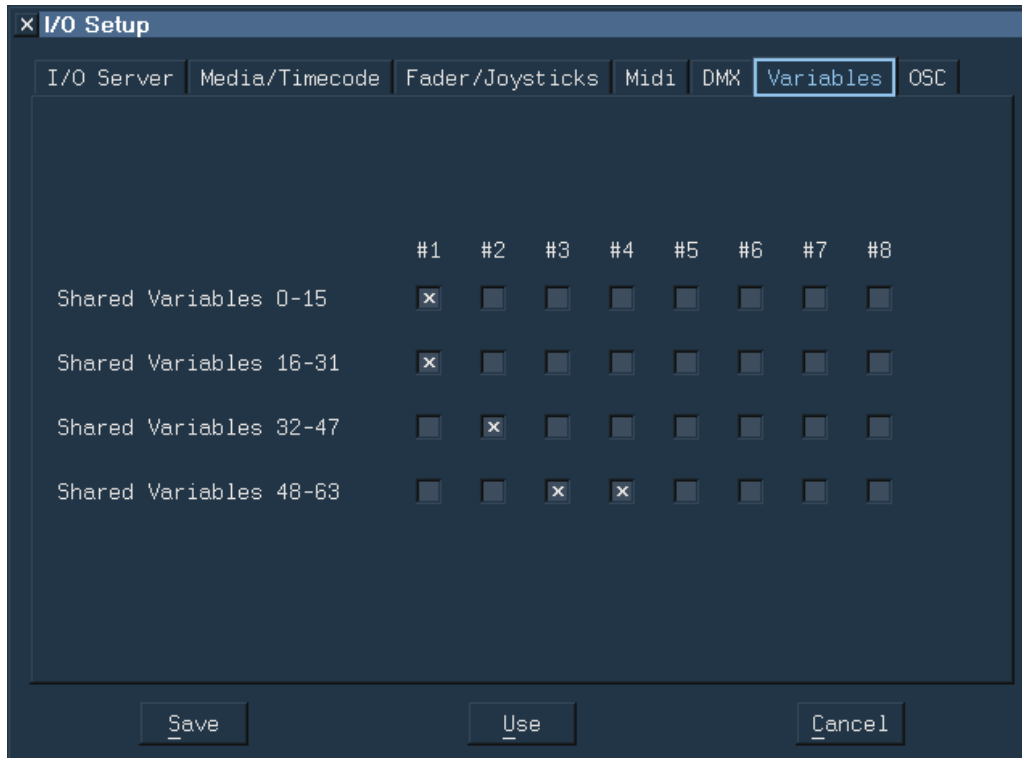 I/O Setup
I/O Server Media/Timecode Fader/Joysticks Midi DMX Variables OSC
#1 #2 #3 #4 #5 #6 #7 #8
Shared Variables 0-15
Shared Variables 16-31
Shared Variables 32-47
Shared Variables 48-63
Save Use Cancel